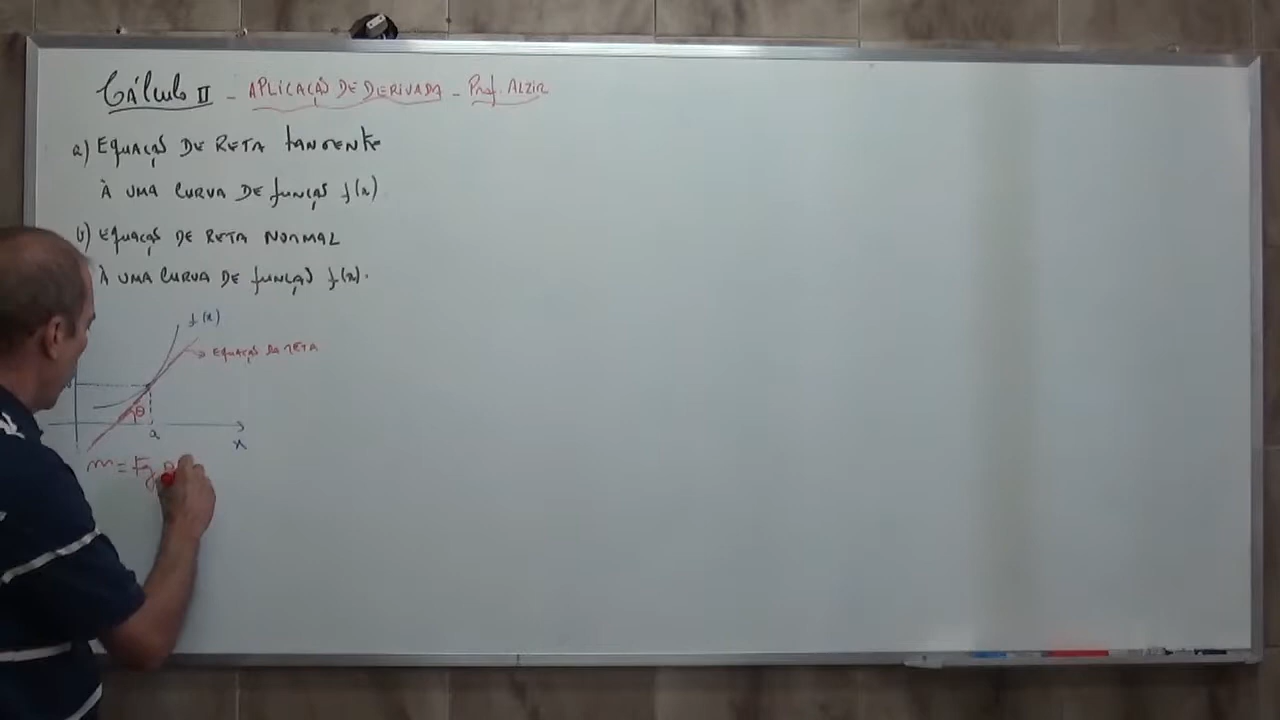 CÁLCULO II - APLICAÇÃO DE DERIVADA - Prof. ALZIR
a) EQUAÇÃO DE RETA TANGENTE
À UMA CURVA DE FUNÇÃO f(x)
b) EQUAÇÃO DE RETA NORMAL
À UMA CURVA DE FUNÇÃO f(x).
f(x)
EQUAÇÃO DA RETA
θ
a
x
m = tg θ